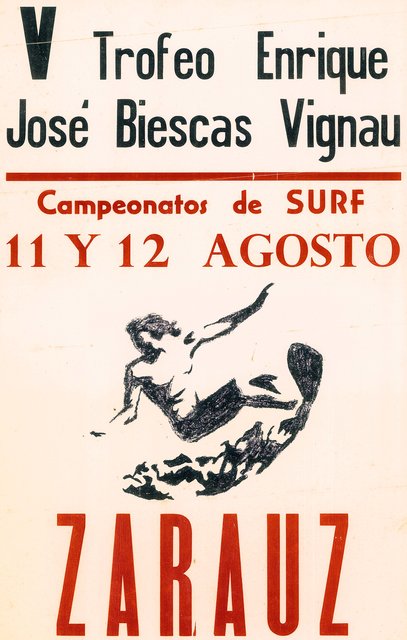 V Trofeo Enrique
José Biescas Vignau
Campeonatos de SURF
11 Y 12 AGOSTO
ZARAUZ